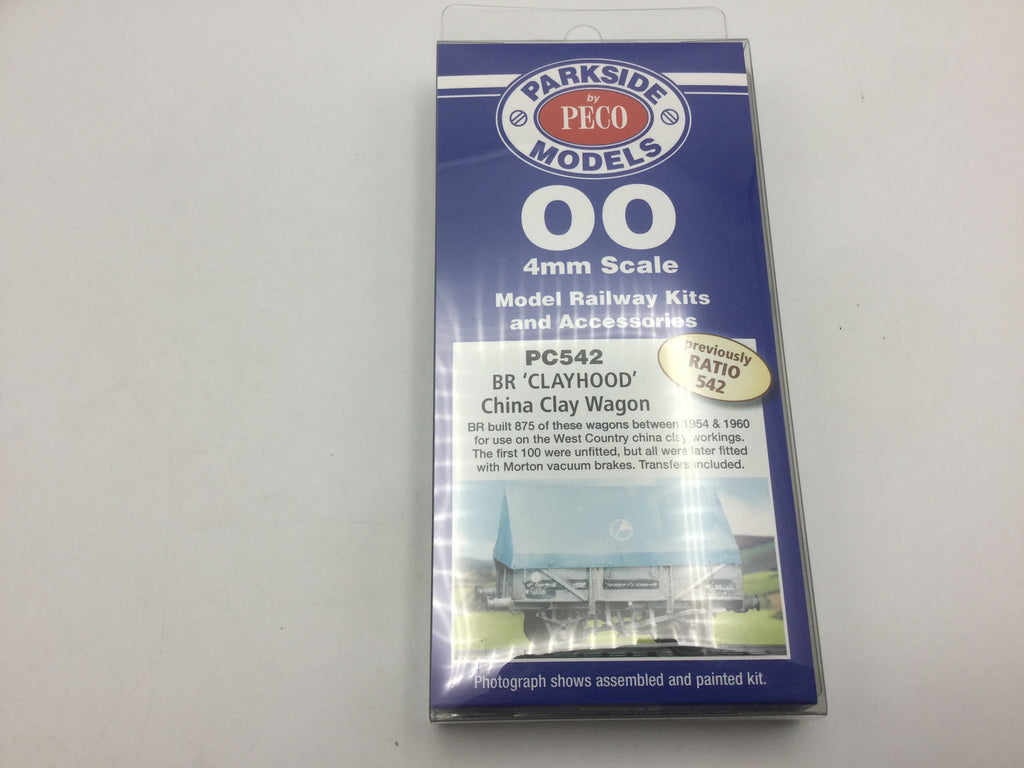 PARKSIDE
by
PECO
MODELS
OO
4mm Scale
Model Railway Kits
and Accessories
previously
RATIO
542
PC542
BR 'CLAYHOOD'
China Clay Wagon
BR built 875 of these wagons between 1954 & 1960
for use on the West Country china clay workings.
The first 100 were unfitted, but all were later fitted
with Morton vacuum brakes. Transfers included.
Photograph shows assembled and painted kit.